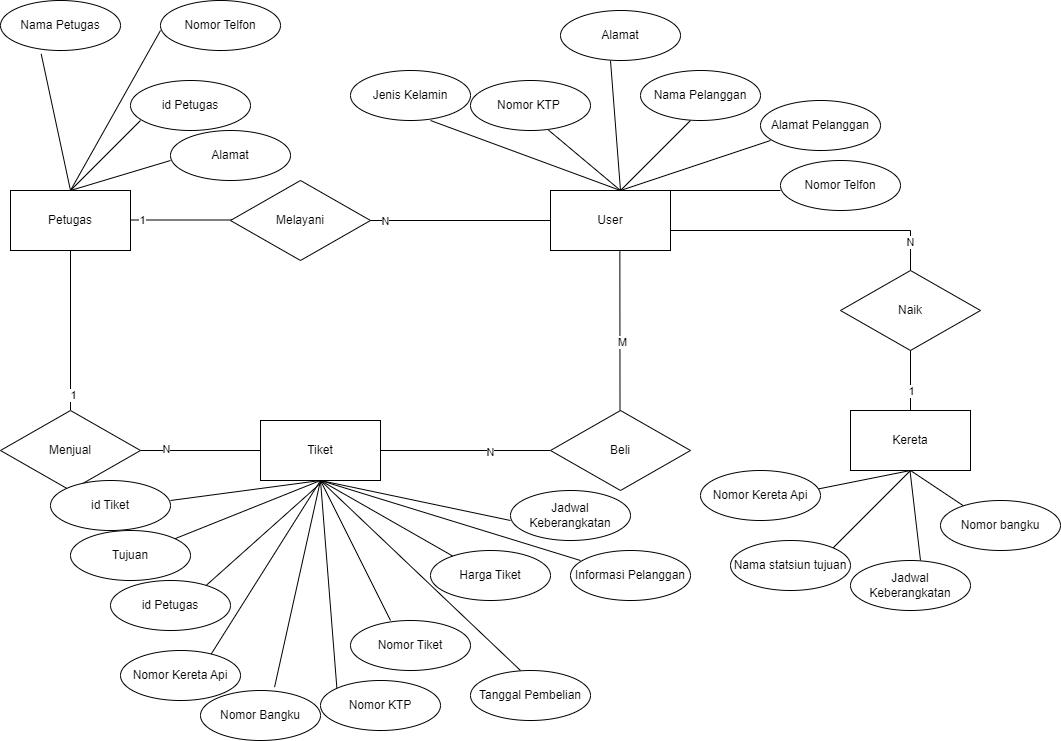 Nama Petugas
Nomor Telfon
Alamat
Jenis Kelamin
Nomor KTP
Nama Pelanggan
id Petugas
Alamat Pelanggan
Alamat
Nomor Telfon
Petugas
1
Melayani
N
User
N
Naik
M
1
1
Menjual
N
Tiket
N
Beli
Kereta
id Tiket
Jadwal
Keberangkatan
Nomor Kereta Api
Nomor bangku
Tujuan
Harga Tiket
Informasi Pelanggan
Nama statsiun tujuan
Jadwal
Keberangkatan
id Petugas
Nomor Tiket
Nomor Kereta Api
Tanggal Pembelian
Nomor Bangku
Nomor KTP